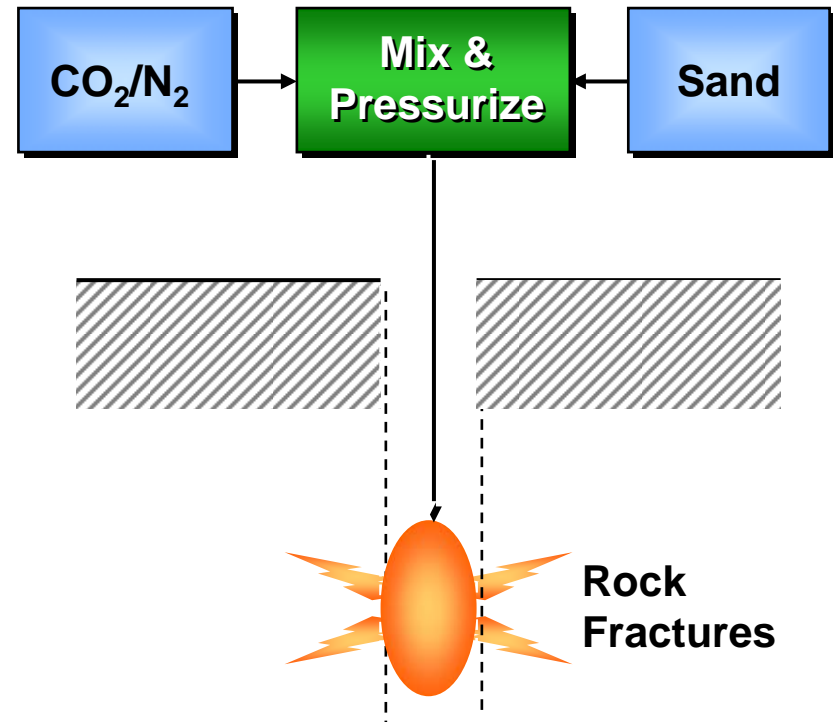 CO₂/N₂
Mix &
Pressurize
Sand
Rock
Fractures